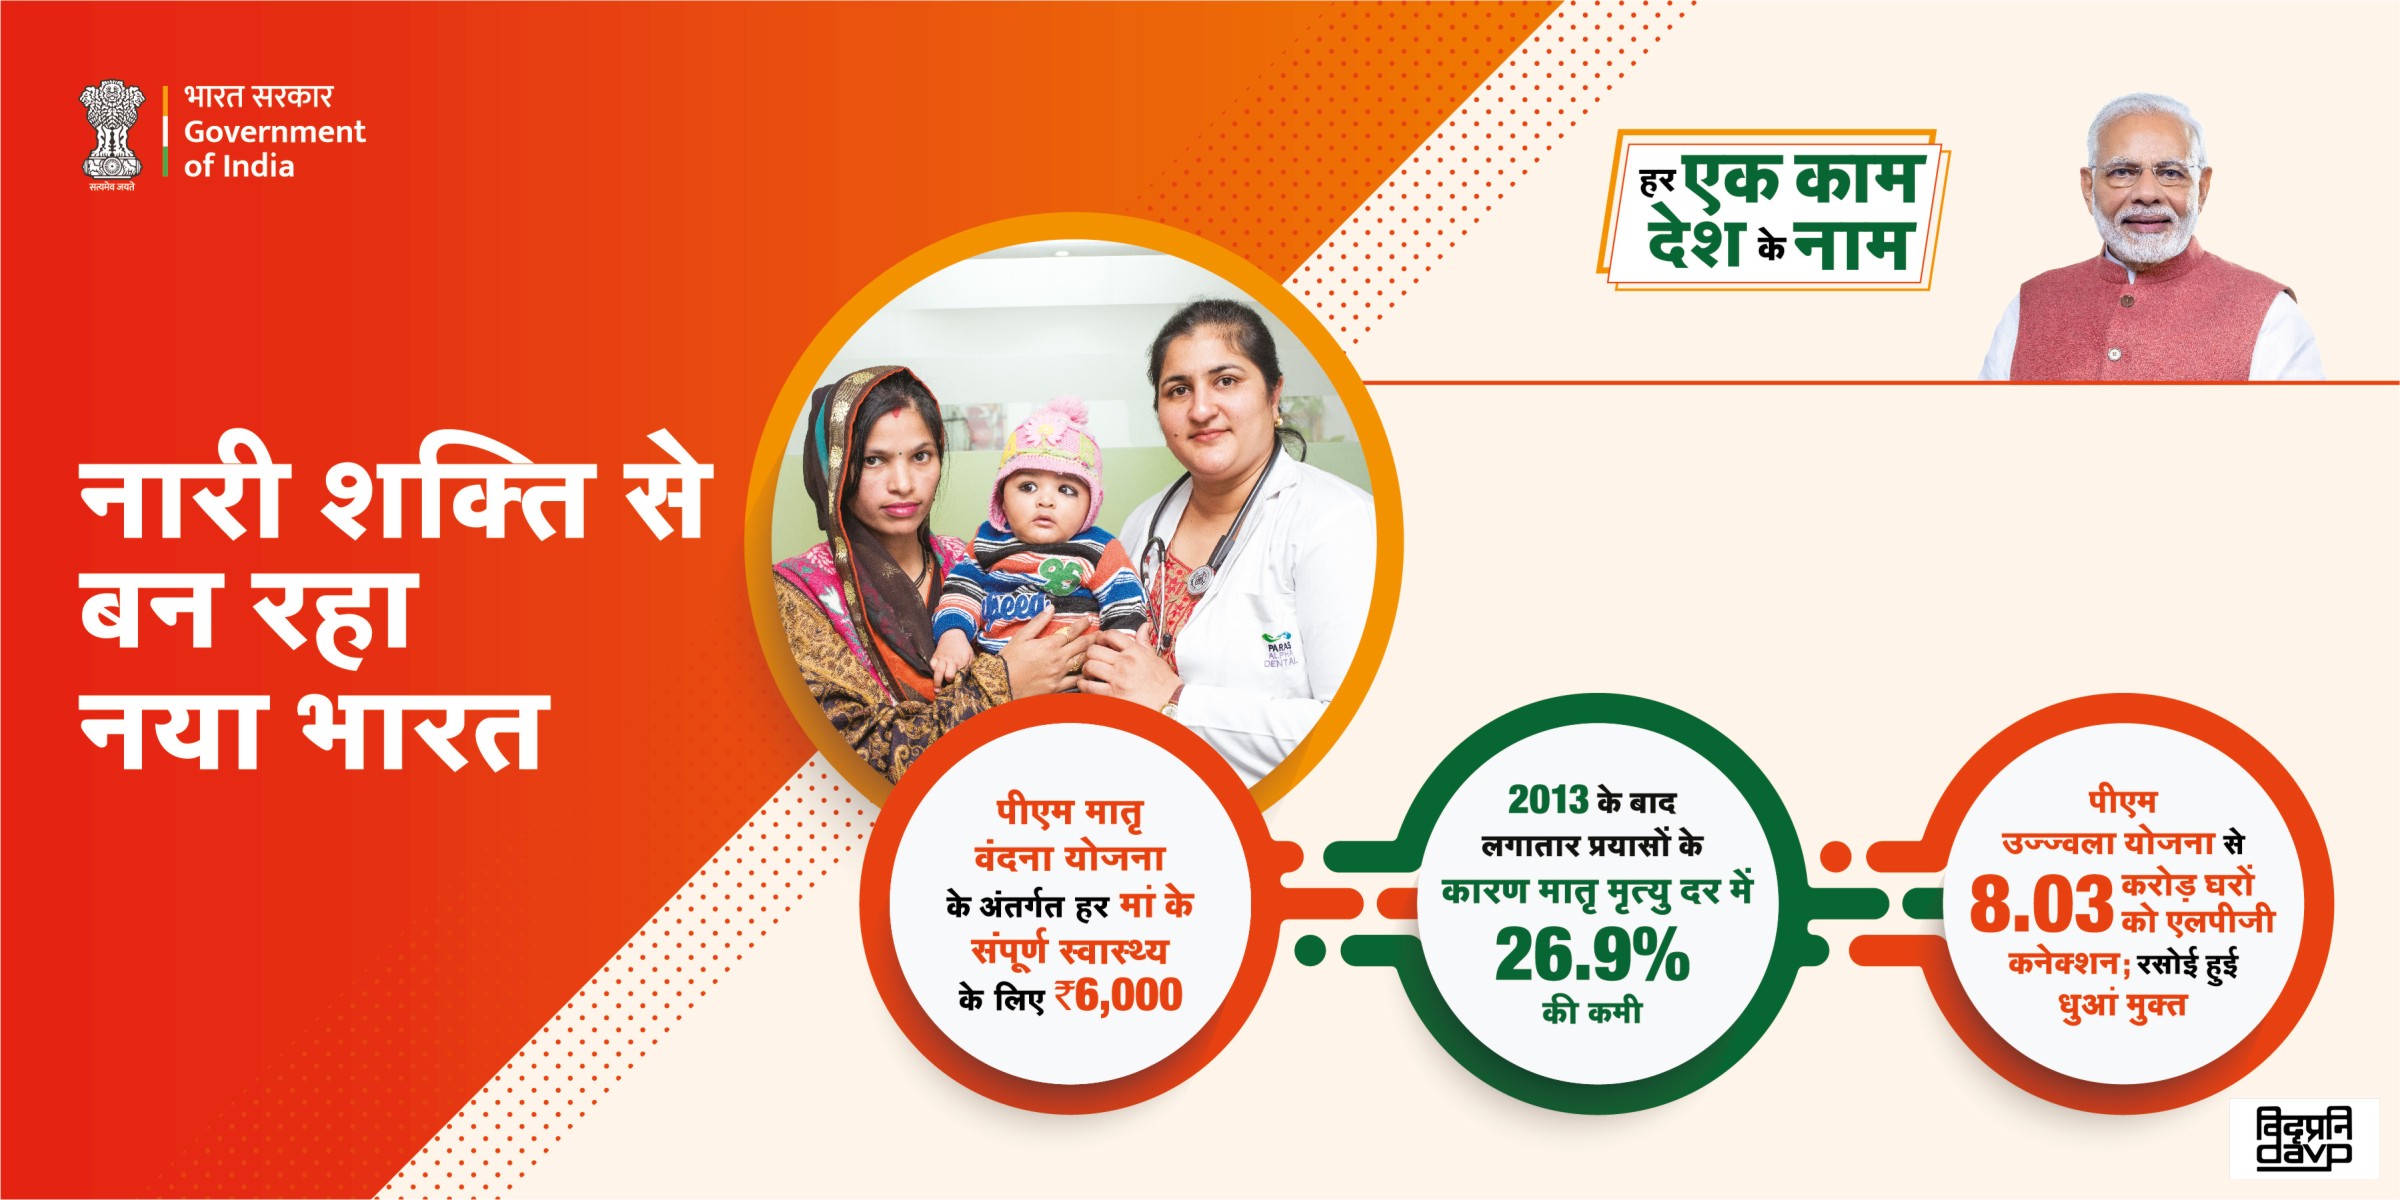 भारत सरकार
Government
of India
सत्यमेव जयते
हर एक काम
देश के नाम
नारी शक्ति से
बन रहा
नया भारत
PARAS
ALPHA
DENTAL
पीएम मातृ
वंदना योजना
के अंतर्गत हर मां के
संपूर्ण स्वास्थ्य
के लिए ₹6,000
2013 के बाद
लगातार प्रयासों के
कारण मातृ मृत्यु दर में
26.9%
की कमी
पीएम
उज्ज्वला योजना से
8.03 करोड़ घरों
को एलपीजी
कनेक्शन; रसोई हुई
धुआं मुक्त
विदृप्रनि
davp